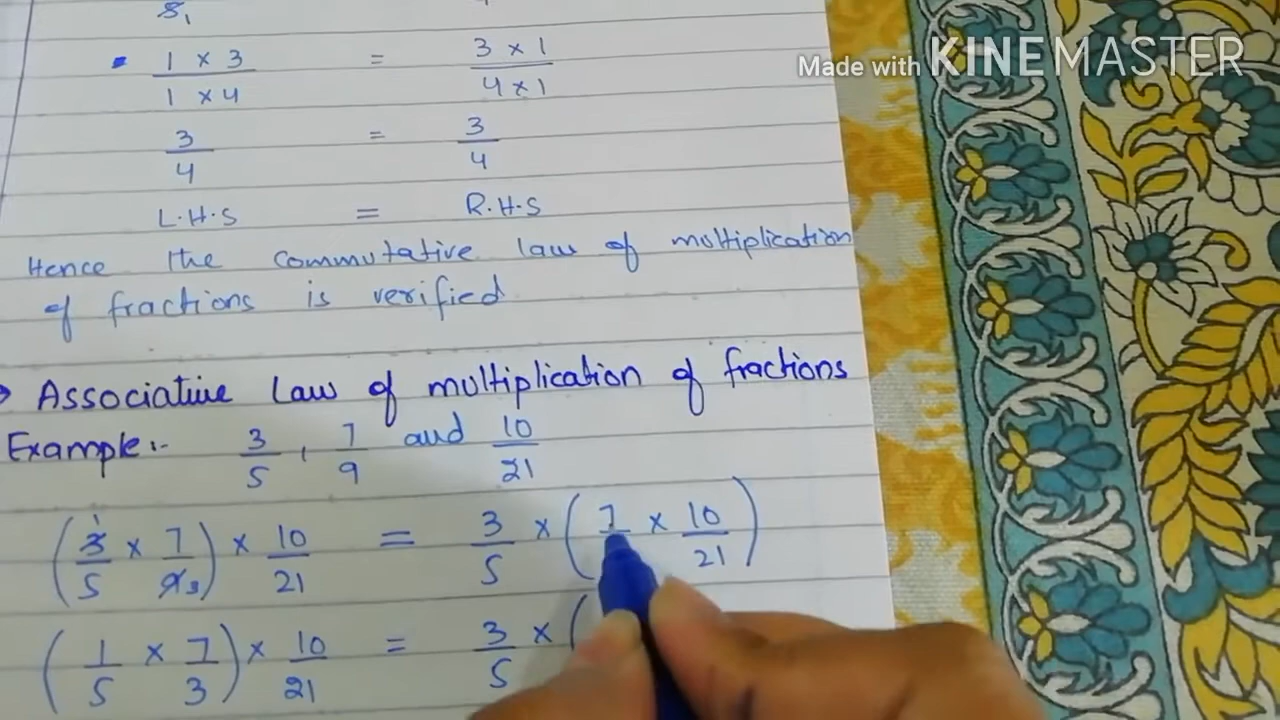 Made with KINEMASTER
8 1
1 × 3 / 1 × 4 = 3 × 1 / 4 × 1
3/4 = 3/4
L.H.S = R.H.S
Hence the commutative law of multiplication
of fractions is verified
Associative Law of multiplication of fractions
Example:- 3/5 , 7/9 and 10/21
(3/5 × 7/9) × 10/21 = 3/5 × (7 × 10/21)
(1/5 × 7/3) × 10/21 = 3/5 × (